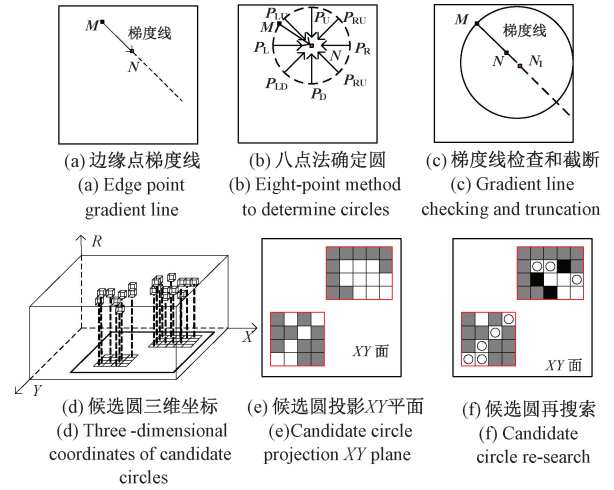 M
梯度线
N
(a) 边缘点梯度线
(a) Edge point
gradient line
P_LU
P_U
P_RU
M
P_L
N
P_R
P_LD
P_D
P_RU
(b) 八点法确定圆
(b) Eight-point method
to determine circles
M
梯度线
N
N_1
(c) 梯度线检查和截断
(c) Gradient line
checking and truncation
R
X
Y
(d) 候选圆三维坐标
(d) Three -dimensional
coordinates of candidate
circles
XY 面
(e) 候选圆投影XY平面
(e)Candidate circle
projection XY plane
XY 面
(f) 候选圆再搜索
(f) Candidate
circle re-search